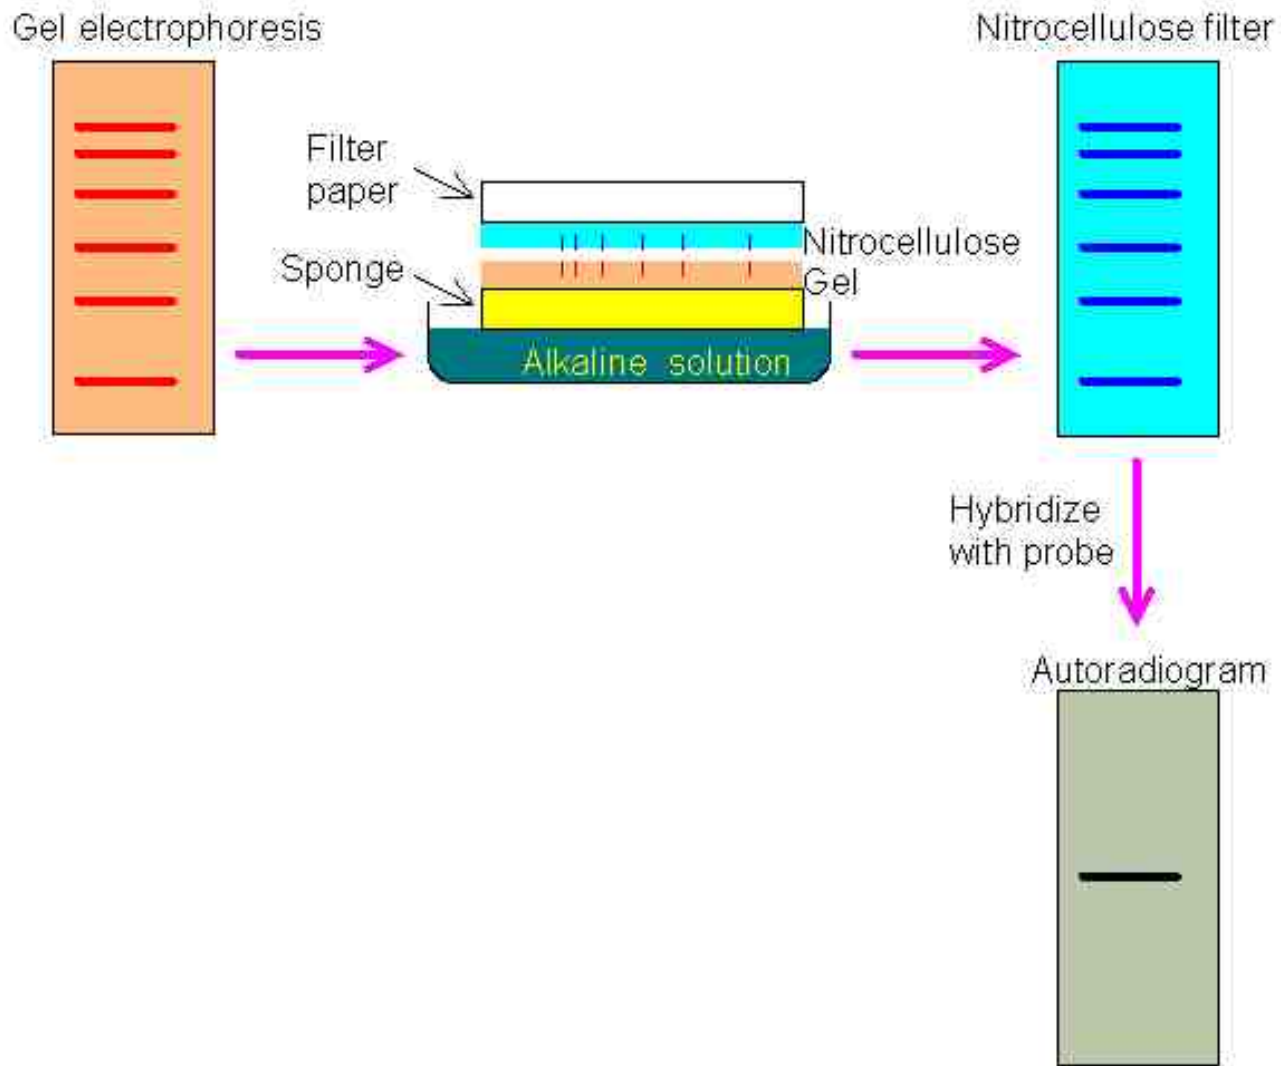 Gel electrophoresis
Nitrocellulose filter
Filter
paper
Sponge
Nitrocellulose
Gel
Alkaline solution
Hybridize
with probe
Autoradiogram